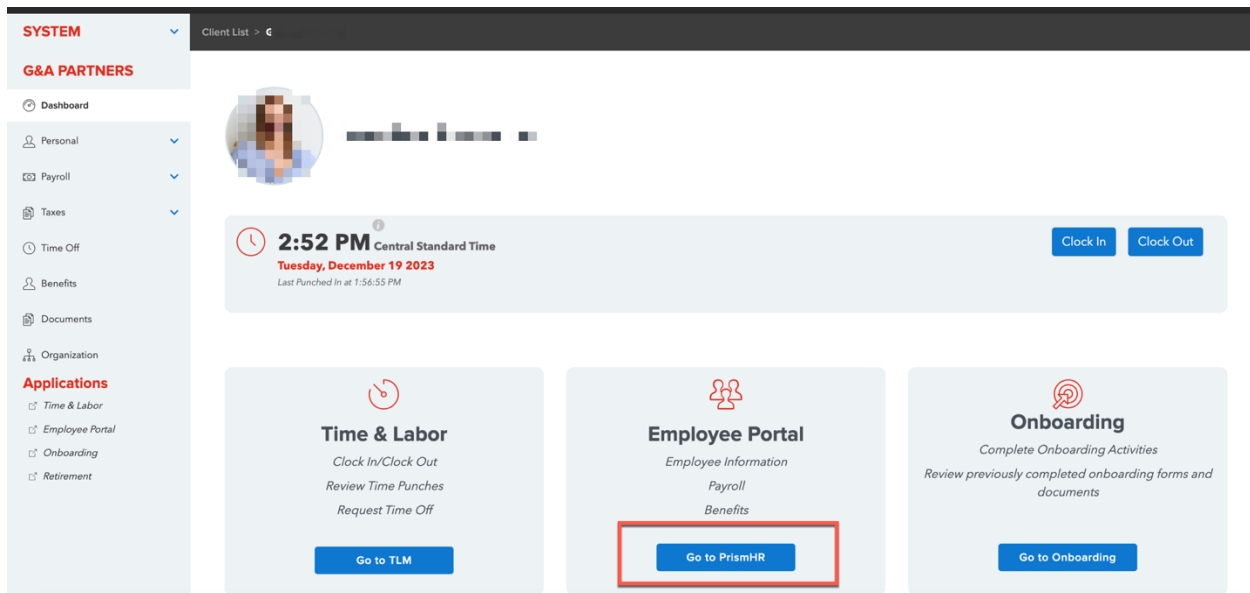 SYSTEM
Client List > G
G&A PARTNERS
Dashboard
Personal
Payroll
Taxes
Time Off
Benefits
Documents
Organization
Applications
Time & Labor
Employee Portal
Onboarding
Retirement
2:52 PM Central Standard Time
Tuesday, December 19 2023
Last Punched In at 1:56:55 PM
Clock In
Clock Out
Time & Labor
Clock In/Clock Out
Review Time Punches
Request Time Off
Go to TLM
Employee Portal
Employee Information
Payroll
Benefits
Go to PrismHR
Onboarding
Complete Onboarding Activities
Review previously completed onboarding forms and
documents
Go to Onboarding